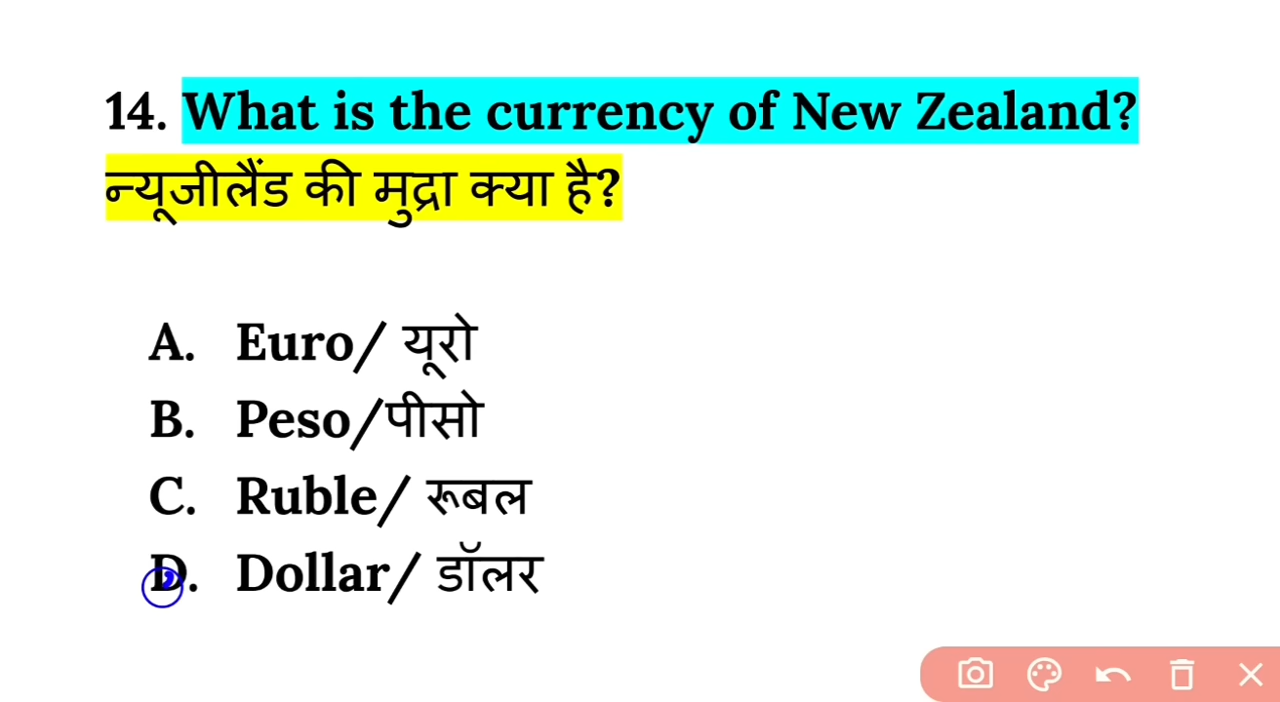 14. What is the currency of New Zealand?
न्यूजीलैंड की मुद्रा क्या है?
A. Euro/ यूरो
B. Peso/पीसो
C. Ruble/ रूबल
D. Dollar/ डॉलर